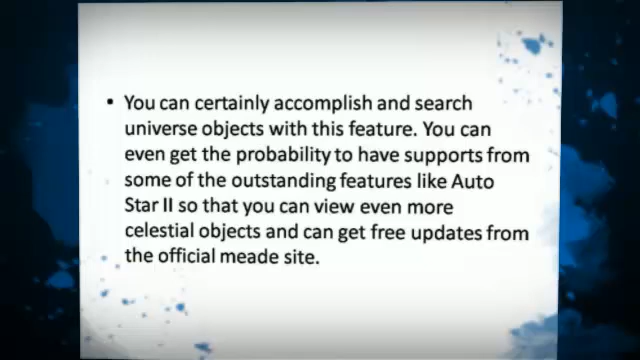 • You can certainly accomplish and search
universe objects with this feature. You can
even get the probability to have supports from
some of the outstanding features like Auto
Star II so that you can view even more
celestial objects and can get free updates from
the official meade site.